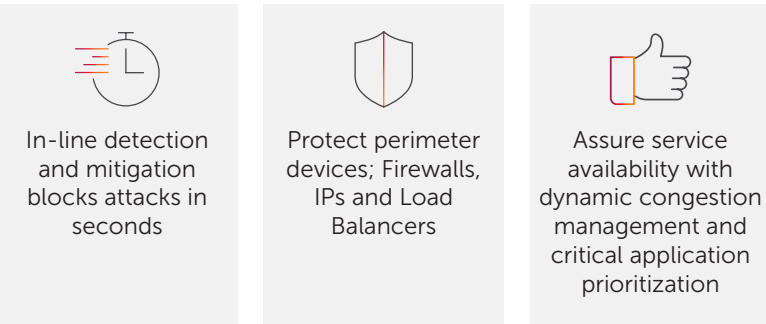 In-line detection
and mitigation
blocks attacks in
seconds
Protect perimeter
devices; Firewalls,
IPs and Load
Balancers
Assure service
availability with
dynamic congestion
management and
critical application
prioritization